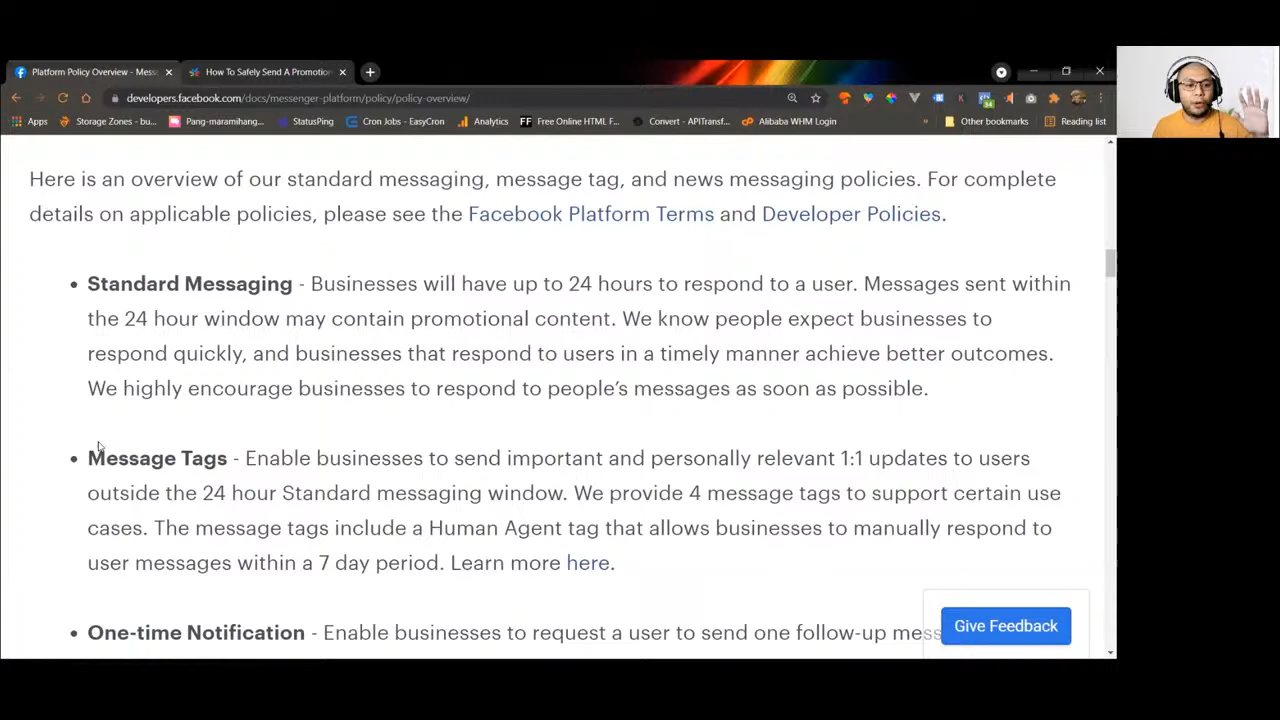 Platform Policy Overview - Mess
How To Safely Send A Promotion
developers.facebook.com/docs/messenger-platform/policy/policy-overview/
Apps
Storage Zones - bu...
Pang-maramihang...
StatusPing
Cron Jobs - EasyCron
Analytics
FF
Free Online HTML F...
Convert - APITransf...
Alibaba WHM Login
»
Other bookmarks
Reading list
Here is an overview of our standard messaging, message tag, and news messaging policies. For complete
details on applicable policies, please see the Facebook Platform Terms and Developer Policies.
• Standard Messaging - Businesses will have up to 24 hours to respond to a user. Messages sent within
the 24 hour window may contain promotional content. We know people expect businesses to
respond quickly, and businesses that respond to users in a timely manner achieve better outcomes.
We highly encourage businesses to respond to people's messages as soon as possible.
• Message Tags - Enable businesses to send important and personally relevant 1:1 updates to users
outside the 24 hour Standard messaging window. We provide 4 message tags to support certain use
cases. The message tags include a Human Agent tag that allows businesses to manually respond to
user messages within a 7 day period. Learn more here.
• One-time Notification - Enable businesses to request a user to send one follow-up mess
Give Feedback